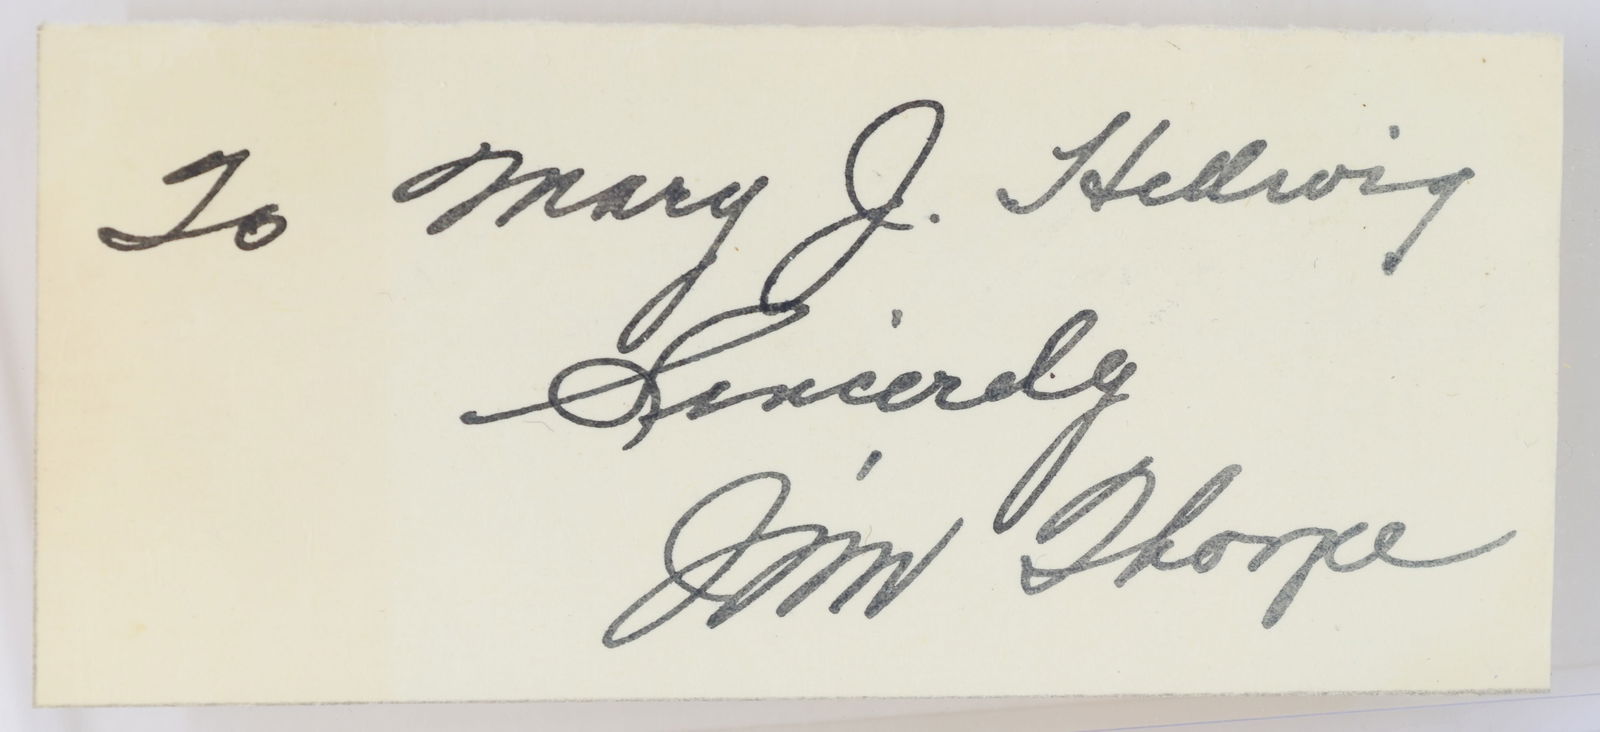 To Mary J. Hellwig
Sincerely
Jim Thorpe